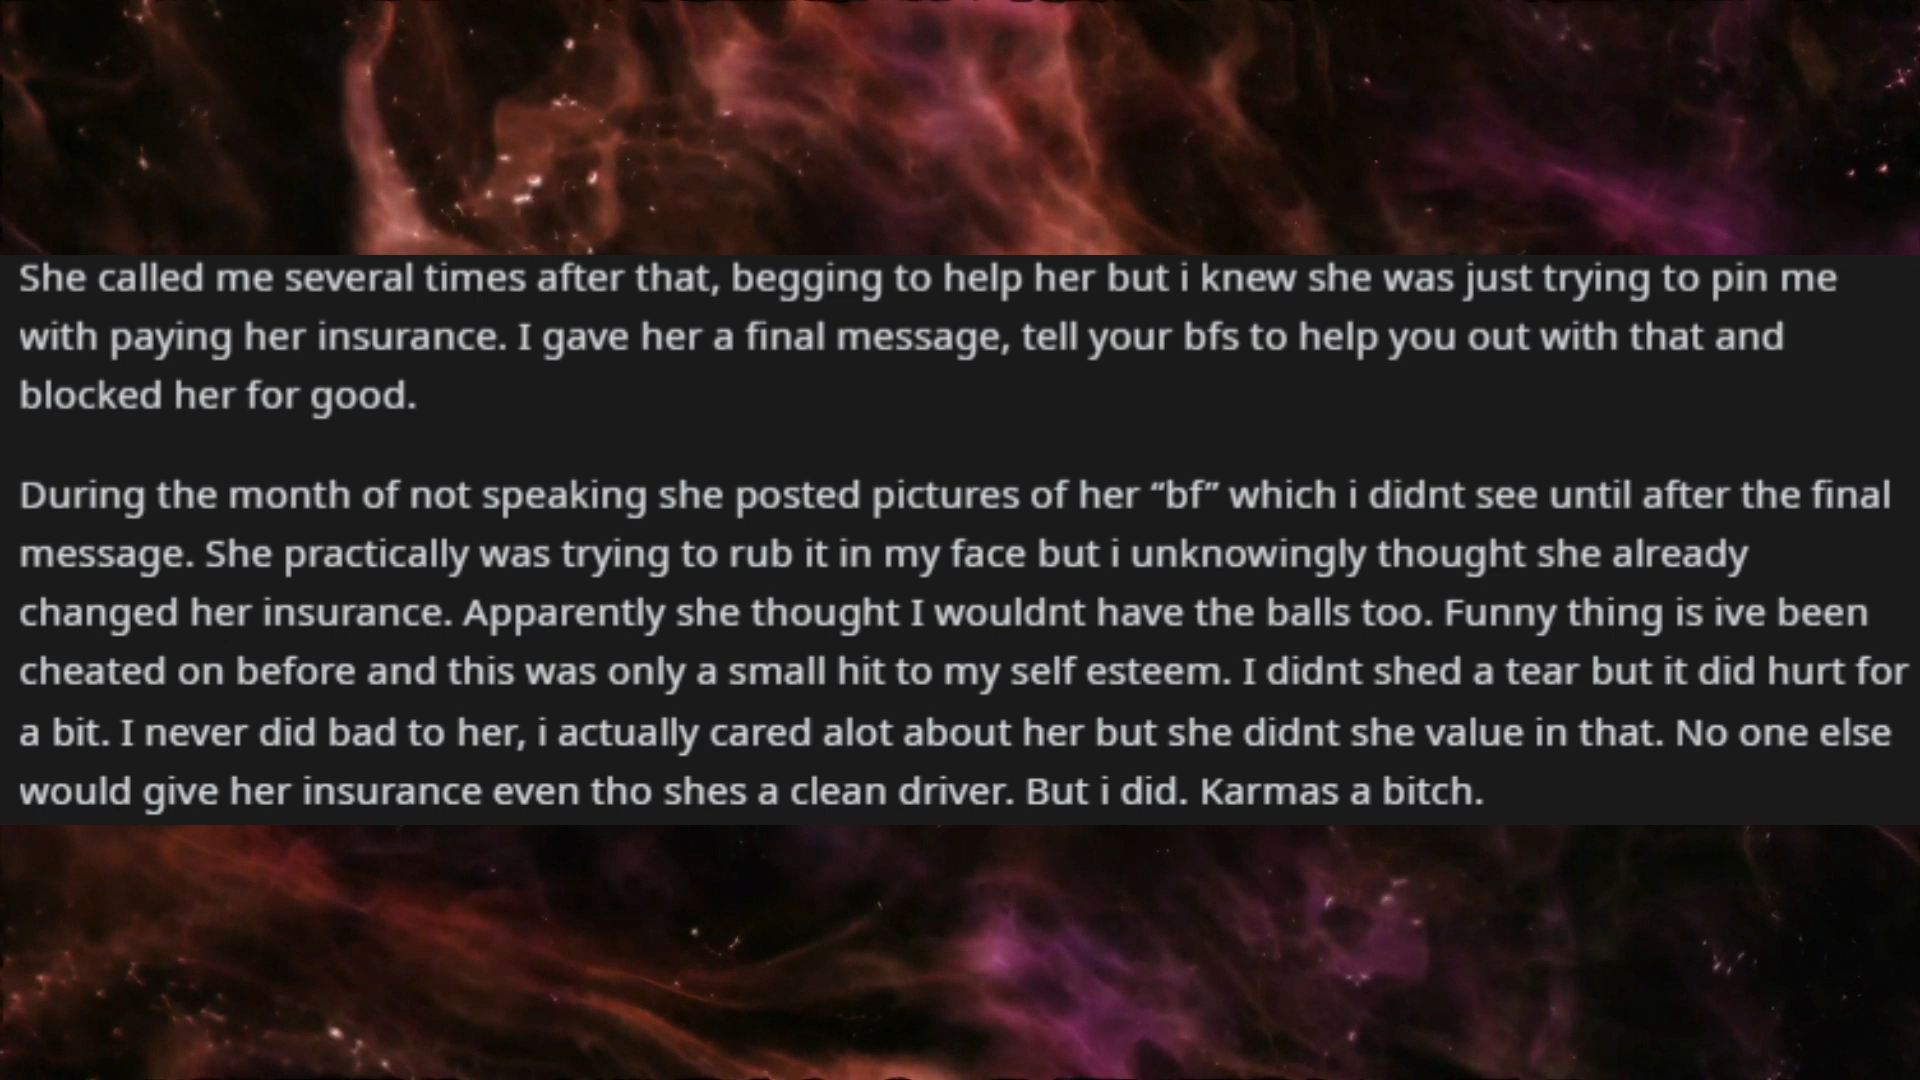 She called me several times after that, begging to help her but i knew she was just trying to pin me
with paying her insurance. I gave her a final message, tell your bfs to help you out with that and
blocked her for good.
During the month of not speaking she posted pictures of her “bf” which i didnt see until after the final
message. She practically was trying to rub it in my face but i unknowingly thought she already
changed her insurance. Apparently she thought I wouldnt have the balls too. Funny thing is ive been
cheated on before and this was only a small hit to my self esteem. I didnt shed a tear but it did hurt for
a bit. I never did bad to her, i actually cared alot about her but she didnt she value in that. No one else
would give her insurance even tho shes a clean driver. But i did. Karmas a bitch.